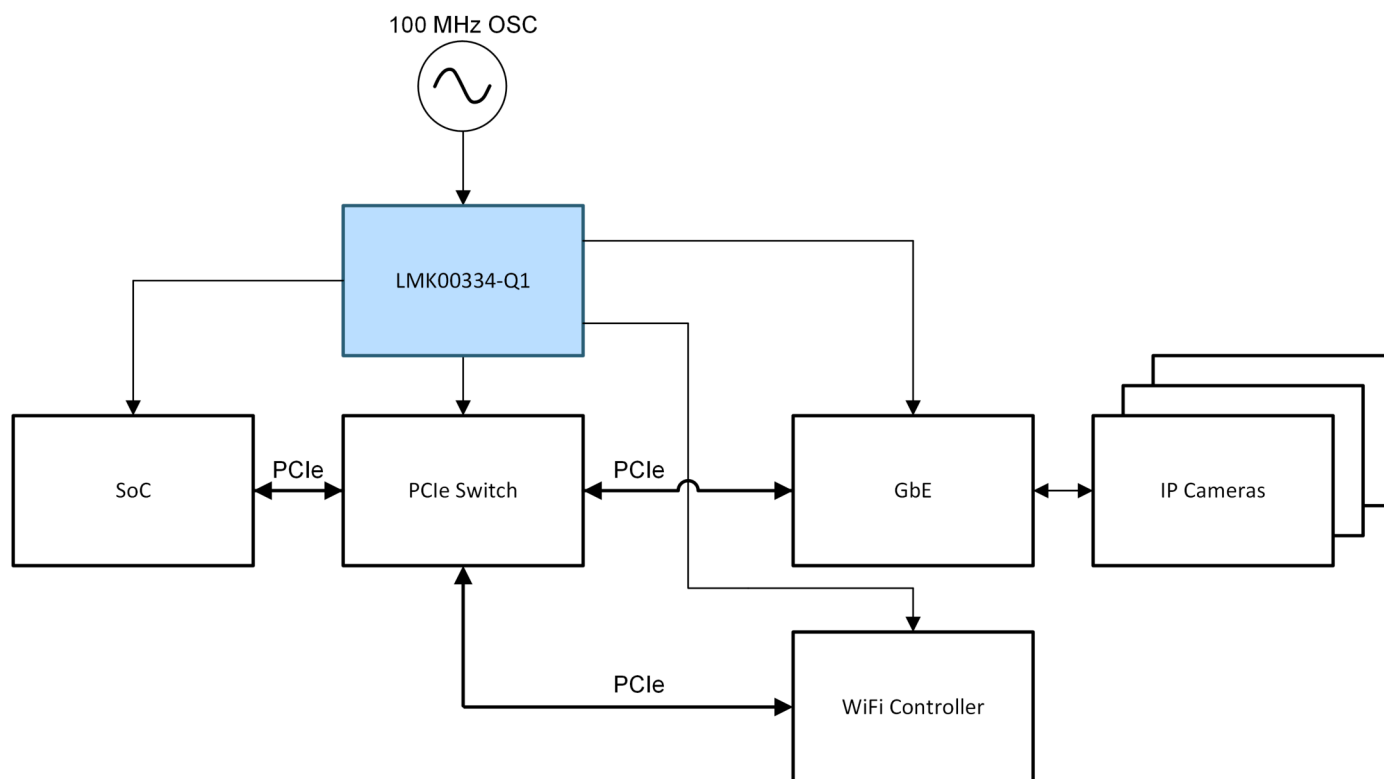 100 MHz OSC
LMK00334-Q1
SoC
PCIe
PCIe Switch
PCIe
GbE
IP Cameras
PCIe
WiFi Controller